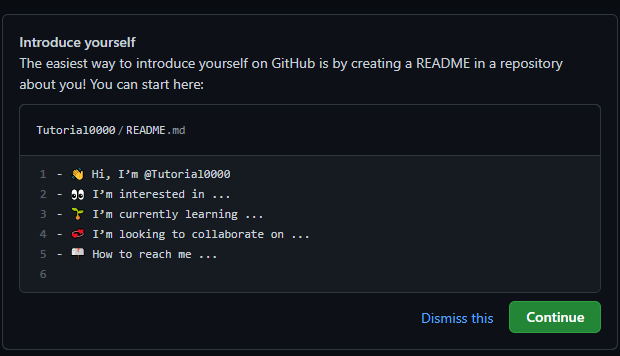 Introduce yourself
The easiest way to introduce yourself on GitHub is by creating a README in a repository
about you! You can start here:
Tutorial0000/README.md
1 - 👋 Hi, I’m @Tutorial0000
2 - 👀 I’m interested in ...
3 - 🌱 I’m currently learning ...
4 - 💞️ I’m looking to collaborate on ...
5 - 📫 How to reach me ...
6
Dismiss this Continue